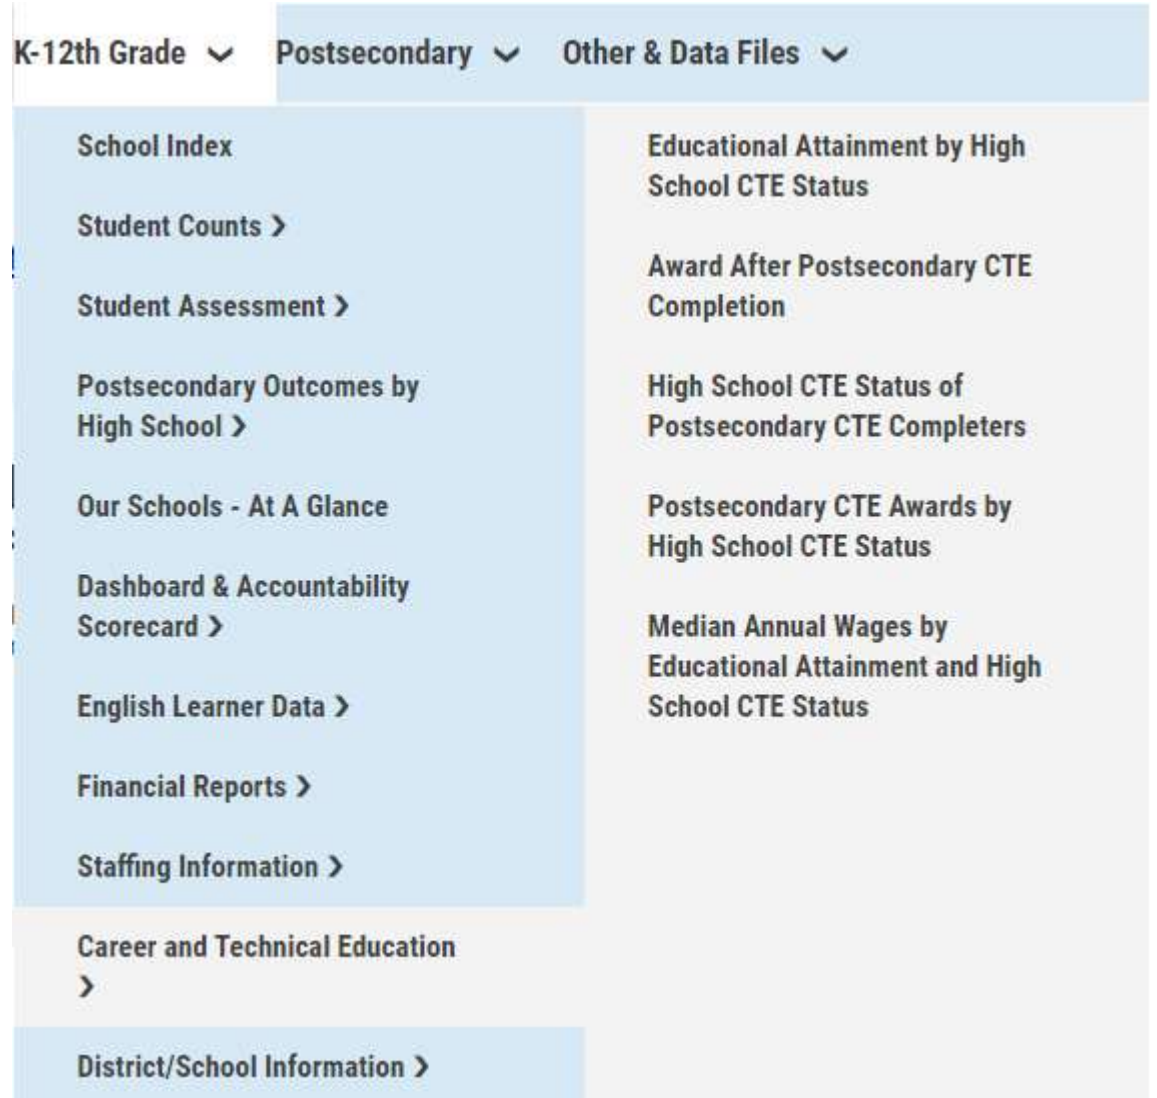 K-12th Grade Postsecondary Other & Data Files
School Index
Student Counts
Student Assessment
Postsecondary Outcomes by
High School
Our Schools - At A Glance
Dashboard & Accountability
Scorecard
English Learner Data
Financial Reports
Staffing Information
Career and Technical Education
District/School Information
Educational Attainment by High
School CTE Status
Award After Postsecondary CTE
Completion
High School CTE Status of
Postsecondary CTE Completers
Postsecondary CTE Awards by
High School CTE Status
Median Annual Wages by
Educational Attainment and High
School CTE Status